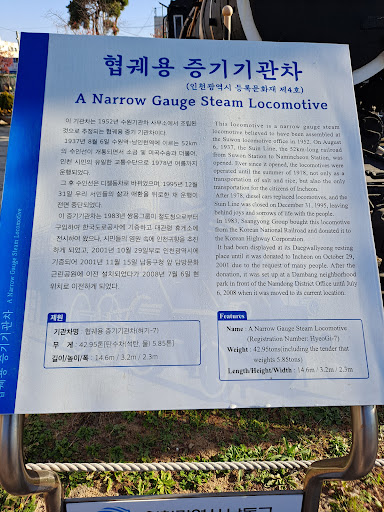 협궤용 증기기관차
(인천광역시 등록문화재 제4호)
A Narrow Gauge Steam Locomotive
이 기관차는 1952년 수원기관차 사무소에서 조립된
것으로 추정되는 협궤용 증기 기관차이다.
1937년 8월 6일 수원역~남인천역에 이르는 52km
의 수인선이 개통되면서 소금 및 미곡수송과 더불어,
인천 시민의 유일한 교통수단으로 1978년 여름까지
운행되었다.
그 후 수인선은 디젤동차로 바뀌었으며 1995년 12월
31일 우리 서민들의 삶과 애환을 뒤로한 채 운행이
전면 중단되었다.
이 증기기관차는 1983년 쌍용그룹이 철도청으로부터
구입하여 한국도로공사에 기증하고 대관령 휴게소에
전시하여 왔으나, 시민들의 염원 속에 인천귀향을 추진
하게 되었고, 2001년 10월 29일부로 인천광역시에
기증되어 2001년 11월 15일 남동구청 앞 담방문화
근린공원에 이전 설치되었다가 2008년 7월 6일 현
위치로 이전하게 되었다.
This locomotive is a narrow gauge steam
locomotive believed to have been assembled at
the Suwon locomotive office in 1952. On August
6, 1937, the Suin Line, the 52km long railroad
from Suwon Station to Namincheon Station, was
opened. Ever since it opened, the locomotives were
operated until the summer of 1978, not only as a
transportation of salt and rice, but also the only
transportation for the citizens of Incheon.
After 1978, diesel cars replaced locomotives, and the
Suin Line was closed on December 31, 1995, leaving
behind joys and sorrows of life with the people.
In 1983, Ssangyong Group bought this locomotive
from the Korean National Railroad and donated it to
the Korean Highway Corporation.
It had been displayed at the Daegwallyeong resting
place until it was donated to Incheon on October 29,
2001 due to the request of many people. After the
donation, it was set up at a Dambang neighborhood
park in front of the Namdong District Office until July
6, 2008 when it was moved to its current location.
제원
기관차명 : 협궤용 증기기관차(혀기-7)
무 게 : 42.95톤(탄수차(석탄, 물) 5.85톤)
길이/높이/폭 : 14.6m / 3.2m / 2.3m
Features
Name : A Narrow Gauge Steam Locomotive
(Registration Number: HyeoGi-7)
Weight : 42.95tons(including the tender that
weighs 5.85tons)
Length/Height/Width : 14.6m / 3.2m / 2.3m
협궤용 증기기관차 A Narrow Gauge Steam Locomotive